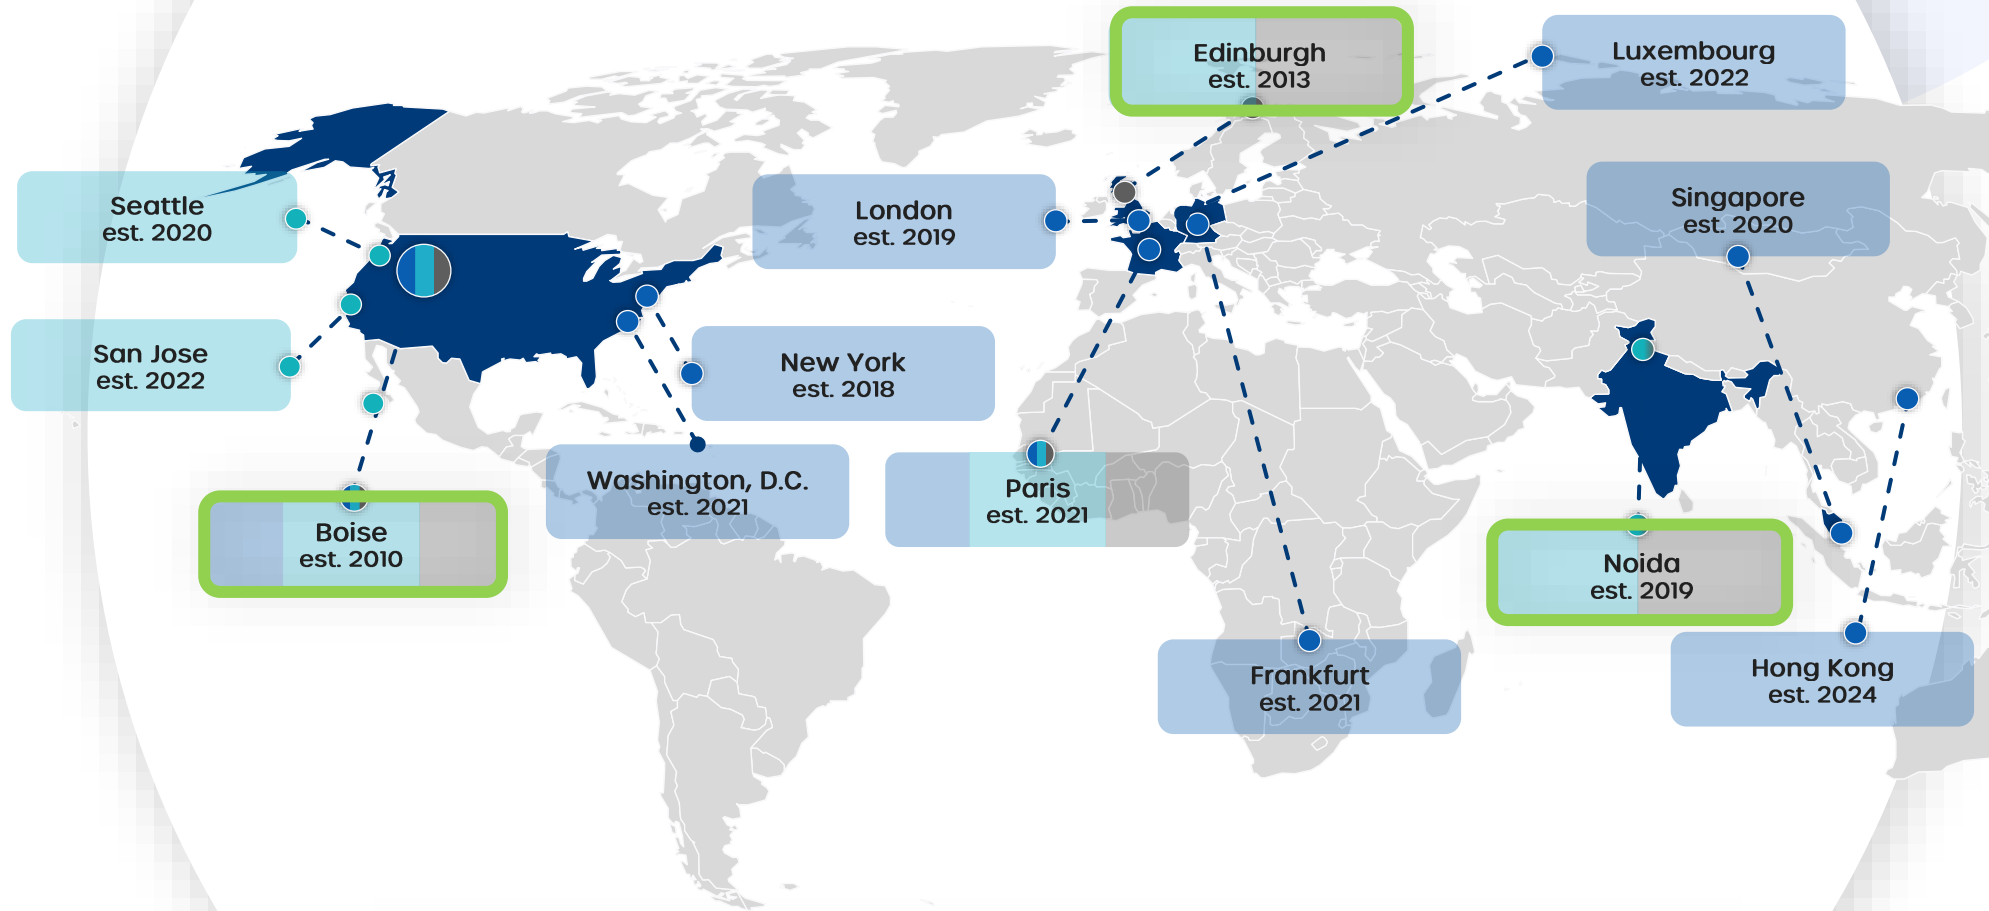 Edinburgh
est. 2013
Luxembourg
est. 2022
Seattle
est. 2020
London
est. 2019
Singapore
est. 2020
San Jose
est. 2022
New York
est. 2018
Washington, D.C.
est. 2021
Paris
est. 2021
Boise
est. 2010
Noida
est. 2019
Frankfurt
est. 2021
Hong Kong
est. 2024